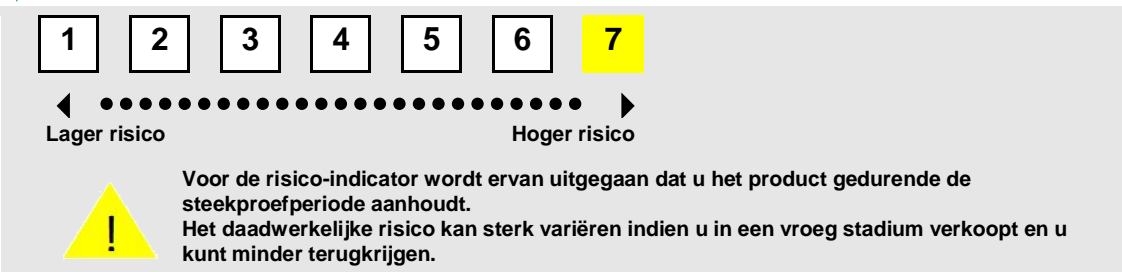 1 2 3 4 5 6 7
Lager risico Hoger risico
!
Voor de risico-indicator wordt ervan uitgegaan dat u het product gedurende de
steekproefperiode aanhoudt.
Het daadwerkelijke risico kan sterk variëren indien u in een vroeg stadium verkoopt en u
kunt minder terugkrijgen.